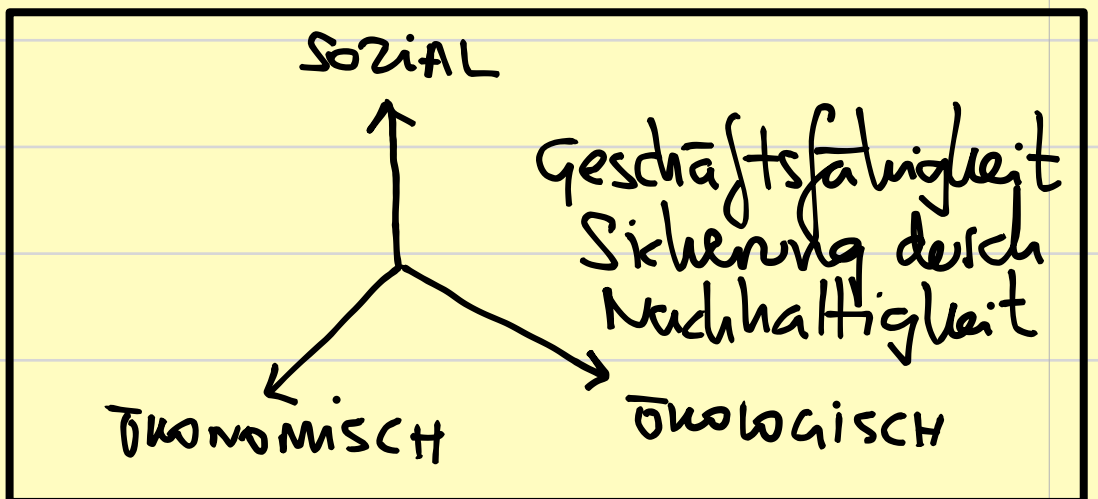 SOZiAL
Geschäftsfähigkeit
Sicherung durch
Nachhaltigkeit
ÖKONOMiSCH
ÖKOLOGiSCH